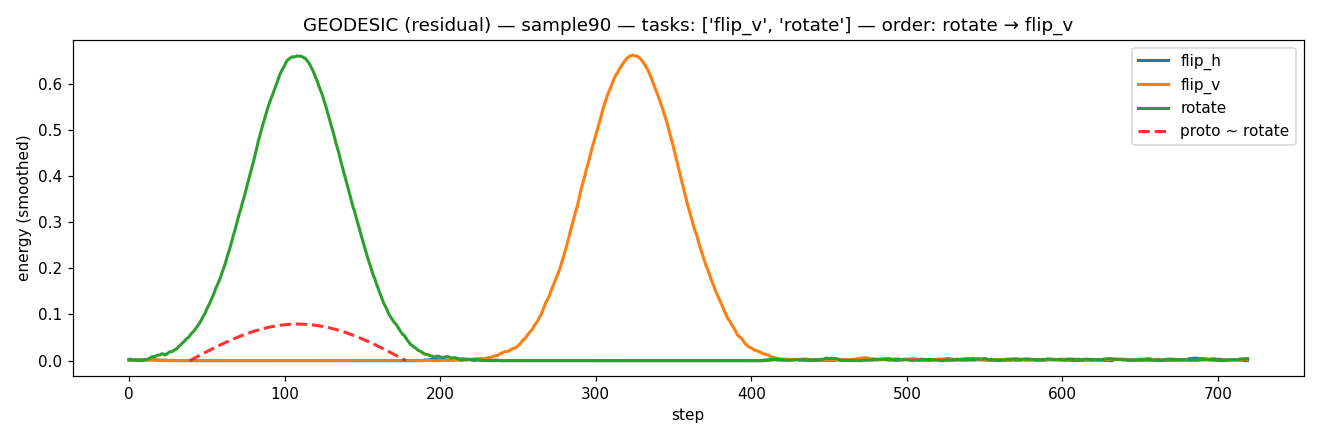 GEODESIC (residual) — sample90 — tasks: ['flip_v', 'rotate'] — order: rotate → flip_v
energy (smoothed)
0.6
0.5
0.4
0.3
0.2
0.1
0.0
flip_h
flip_v
rotate
proto ~ rotate
0 100 200 300 400 500 600 700
step